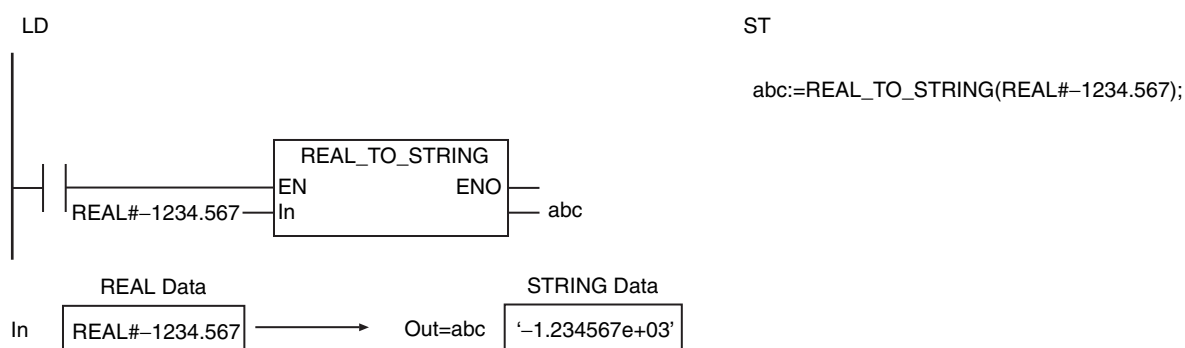 LD
ST
abc:=REAL_TO_STRING(REAL#–1234.567);
REAL_TO_STRING
EN ENO
REAL#–1234.567 In abc
REAL Data STRING Data
In REAL#–1234.567 Out=abc ‘–1.234567e+03’